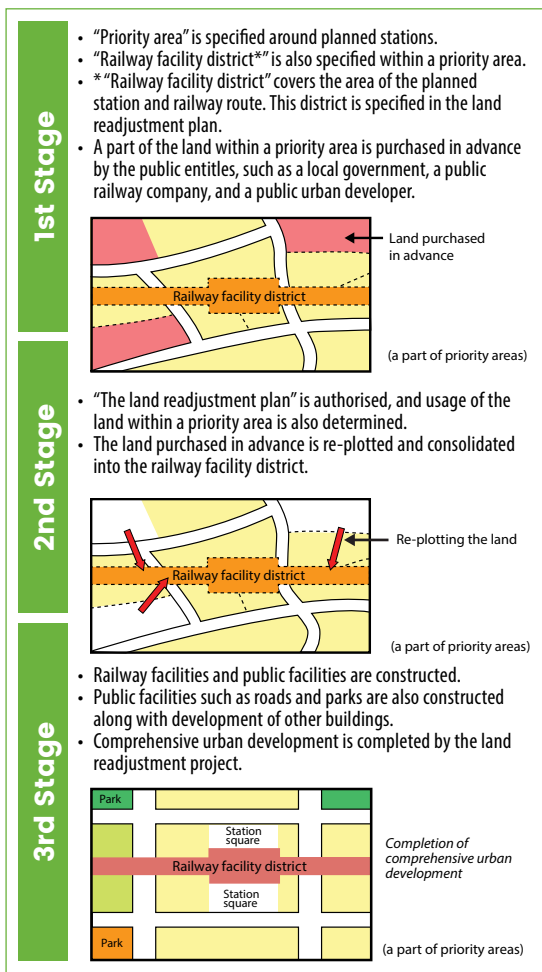 1st Stage
• “Priority area” is specified around planned stations.
• “Railway facility district*” is also specified within a priority area.
• * “Railway facility district” covers the area of the planned
station and railway route. This district is specified in the land
readjustment plan.
• A part of the land within a priority area is purchased in advance
by the public entitles, such as a local government, a public
railway company, and a public urban developer.
Land purchased
in advance
Railway facility district
(a part of priority areas)
2nd Stage
• “The land readjustment plan” is authorised, and usage of the
land within a priority area is also determined.
• The land purchased in advance is re-plotted and consolidated
into the railway facility district.
Re-plotting the land
Railway facility district
(a part of priority areas)
3rd Stage
• Railway facilities and public facilities are constructed.
• Public facilities such as roads and parks are also constructed
along with development of other buildings.
• Comprehensive urban development is completed by the land
readjustment project.
Park
Station
square
Railway facility district
Station
square
Park
Completion of
comprehensive urban
development
(a part of priority areas)